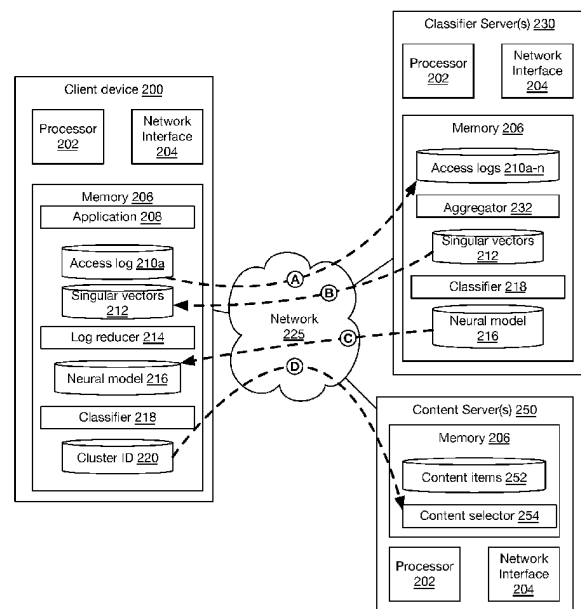 Client device 200
Processor
202
Network
Interface
204
Memory 206
Application 208
Access log 210a
Singular vectors
212
Log reducer 214
Neural model 216
Classifier 218
Cluster ID 220
A
B
Network
225
C
D
Classifier Server(s) 230
Processor
202
Network
Interface
204
Memory 206
Access logs 210a-n
Aggregator 232
Singular vectors
212
Classifier 218
Neural model
216
Content Server(s) 250
Memory 206
Content items 252
Content selector 254
Processor
202
Network
Interface
204